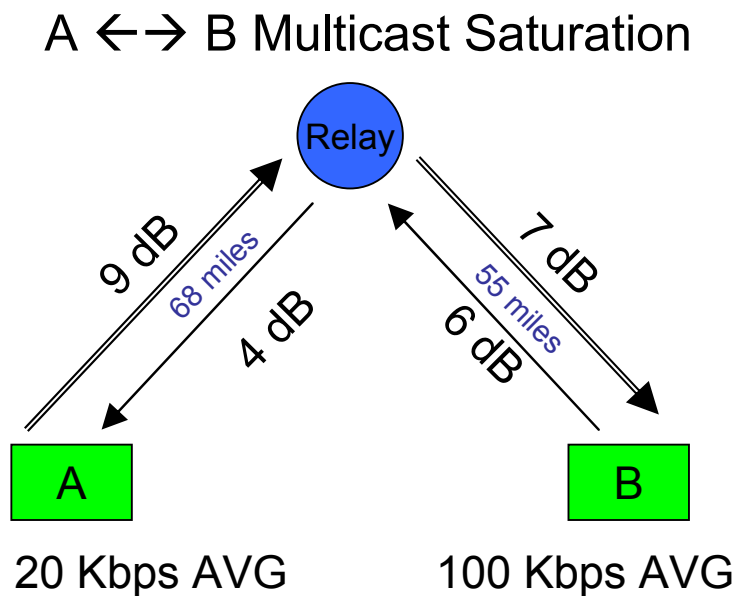 A ←→ B Multicast Saturation
Relay
9 dB
68 miles
4 dB
7 dB
55 miles
6 dB
A
B
20 Kbps AVG
100 Kbps AVG